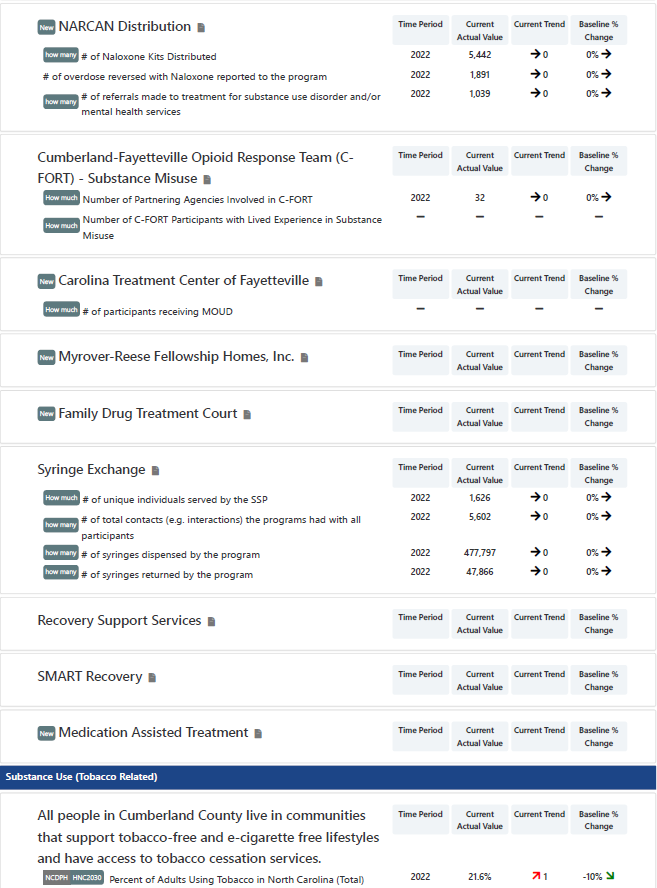 New NARCAN Distribution
Time Period Current Actual Value Current Trend Baseline % Change
how many # of Naloxone Kits Distributed 2022 5,442 → 0 0% →
# of overdose reversed with Naloxone reported to the program 2022 1,891 → 0 0% →
how many # of referrals made to treatment for substance use disorder and/or 2022 1,039 → 0 0% →
mental health services
Cumberland-Fayetteville Opioid Response Team (C-
FORT) - Substance Misuse
Time Period Current Actual Value Current Trend Baseline % Change
How much Number of Partnering Agencies Involved in C-FORT 2022 32 → 0 0% →
How much Number of C-FORT Participants with Lived Experience in Substance — — — —
Misuse
New Carolina Treatment Center of Fayetteville
Time Period Current Actual Value Current Trend Baseline % Change
How much # of participants receiving MOUD — — — —
New Myrover-Reese Fellowship Homes, Inc.
Time Period Current Actual Value Current Trend Baseline % Change
New Family Drug Treatment Court
Time Period Current Actual Value Current Trend Baseline % Change
Syringe Exchange
Time Period Current Actual Value Current Trend Baseline % Change
How much # of unique individuals served by the SSP 2022 1,626 → 0 0% →
how many # of total contacts (e.g. interactions) the programs had with all 2022 5,602 → 0 0% →
participants
how many # of syringes dispensed by the program 2022 477,797 → 0 0% →
how many # of syringes returned by the program 2022 47,866 → 0 0% →
Recovery Support Services
Time Period Current Actual Value Current Trend Baseline % Change
SMART Recovery
Time Period Current Actual Value Current Trend Baseline % Change
New Medication Assisted Treatment
Time Period Current Actual Value Current Trend Baseline % Change
Substance Use (Tobacco Related)
All people in Cumberland County live in communities
that support tobacco-free and e-cigarette free lifestyles
and have access to tobacco cessation services.
Time Period Current Actual Value Current Trend Baseline % Change
NCDPH HNC2030 Percent of Adults Using Tobacco in North Carolina (Total) 2022 21.6% ↗ 1 -10% ↘